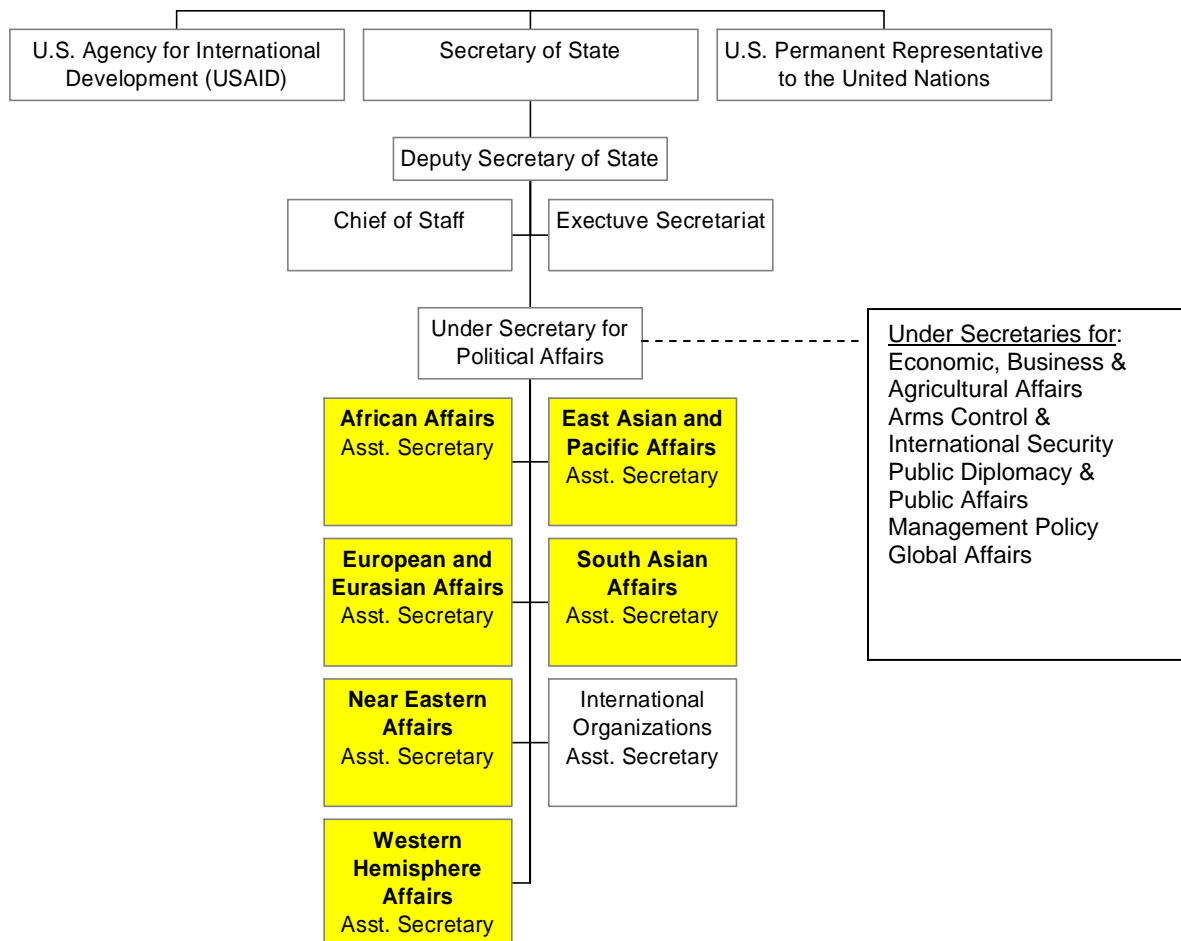 U.S. Agency for International
Development (USAID)
Secretary of State
U.S. Permanent Representative
to the United Nations
Deputy Secretary of State
Chief of Staff
Exectuve Secretariat
Under Secretary for
Political Affairs
Under Secretaries for:
Economic, Business &
Agricultural Affairs
Arms Control &
International Security
Public Diplomacy &
Public Affairs
Management Policy
Global Affairs
African Affairs
Asst. Secretary
East Asian and
Pacific Affairs
Asst. Secretary
European and
Eurasian Affairs
Asst. Secretary
South Asian
Affairs
Asst. Secretary
Near Eastern
Affairs
Asst. Secretary
International
Organizations
Asst. Secretary
Western
Hemisphere
Affairs
Asst. Secretary